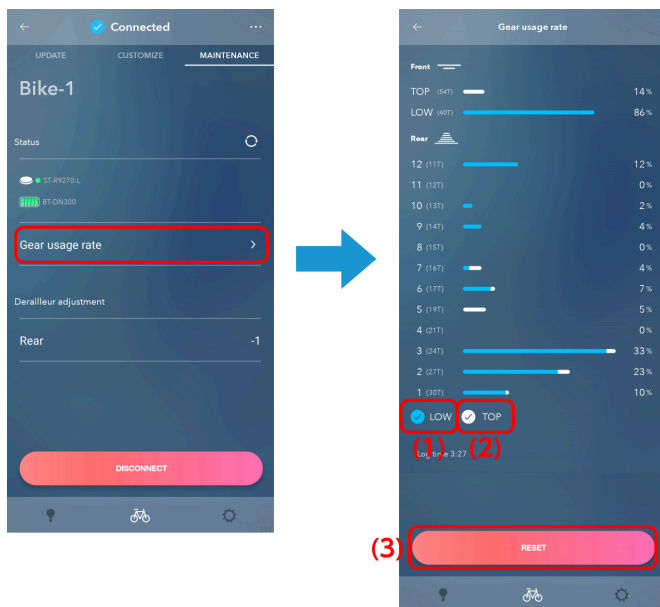 Connected
UPDATE CUSTOMIZE MAINTENANCE
Bike-1
Status
ST-R9270-L
BT-DN300
Gear usage rate
Derailleur adjustment
Rear -1
DISCONNECT
Gear usage rate
Front
TOP (54T) 14%
LOW (40T) 86%
Rear
12 (11T) 12%
11 (12T) 0%
10 (13T) 2%
9 (14T) 4%
8 (15T) 0%
7 (16T) 4%
6 (17T) 7%
5 (19T) 5%
4 (21T) 0%
3 (24T) 33%
2 (27T) 23%
1 (30T) 10%
LOW TOP
(1) (2)
Log time 3:27
(3) RESET